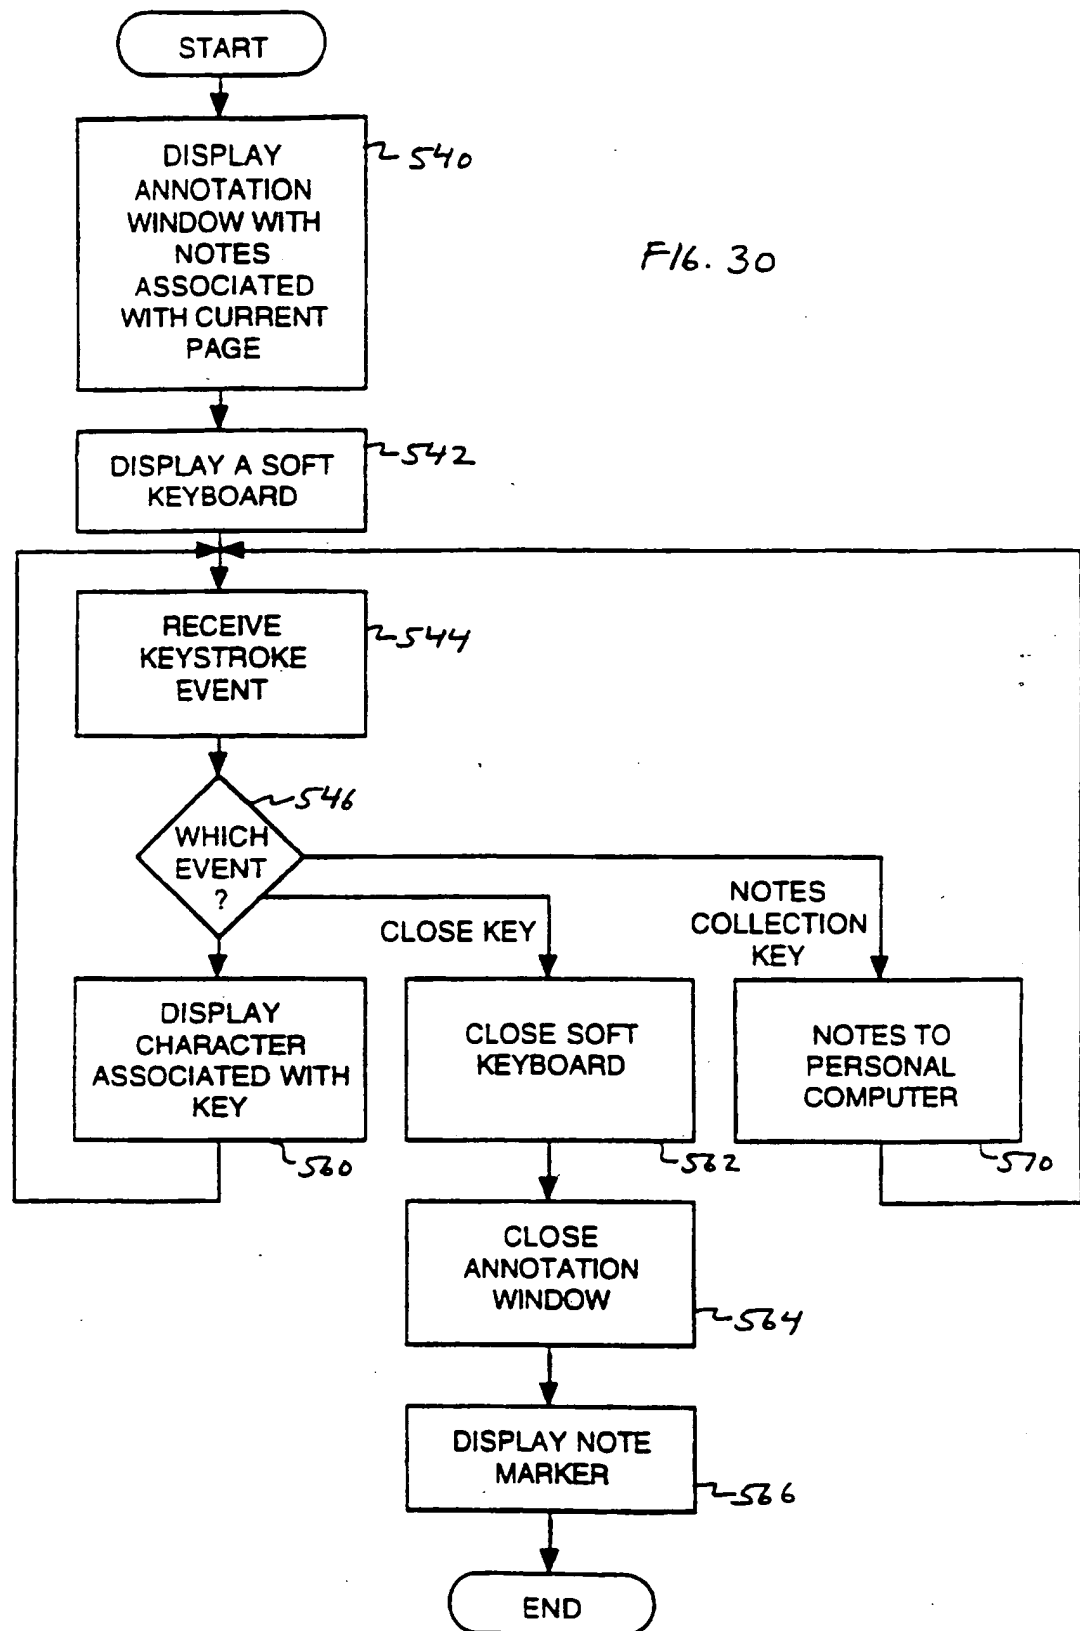 START
DISPLAY
ANNOTATION
WINDOW WITH
NOTES
ASSOCIATED
WITH CURRENT
PAGE
540
FIG. 30
DISPLAY A SOFT
KEYBOARD
542
RECEIVE
KEYSTROKE
EVENT
544
WHICH
EVENT
?
546
CLOSE KEY
NOTES
COLLECTION
KEY
DISPLAY
CHARACTER
ASSOCIATED WITH
KEY
560
CLOSE SOFT
KEYBOARD
562
NOTES TO
PERSONAL
COMPUTER
570
CLOSE
ANNOTATION
WINDOW
564
DISPLAY NOTE
MARKER
566
END